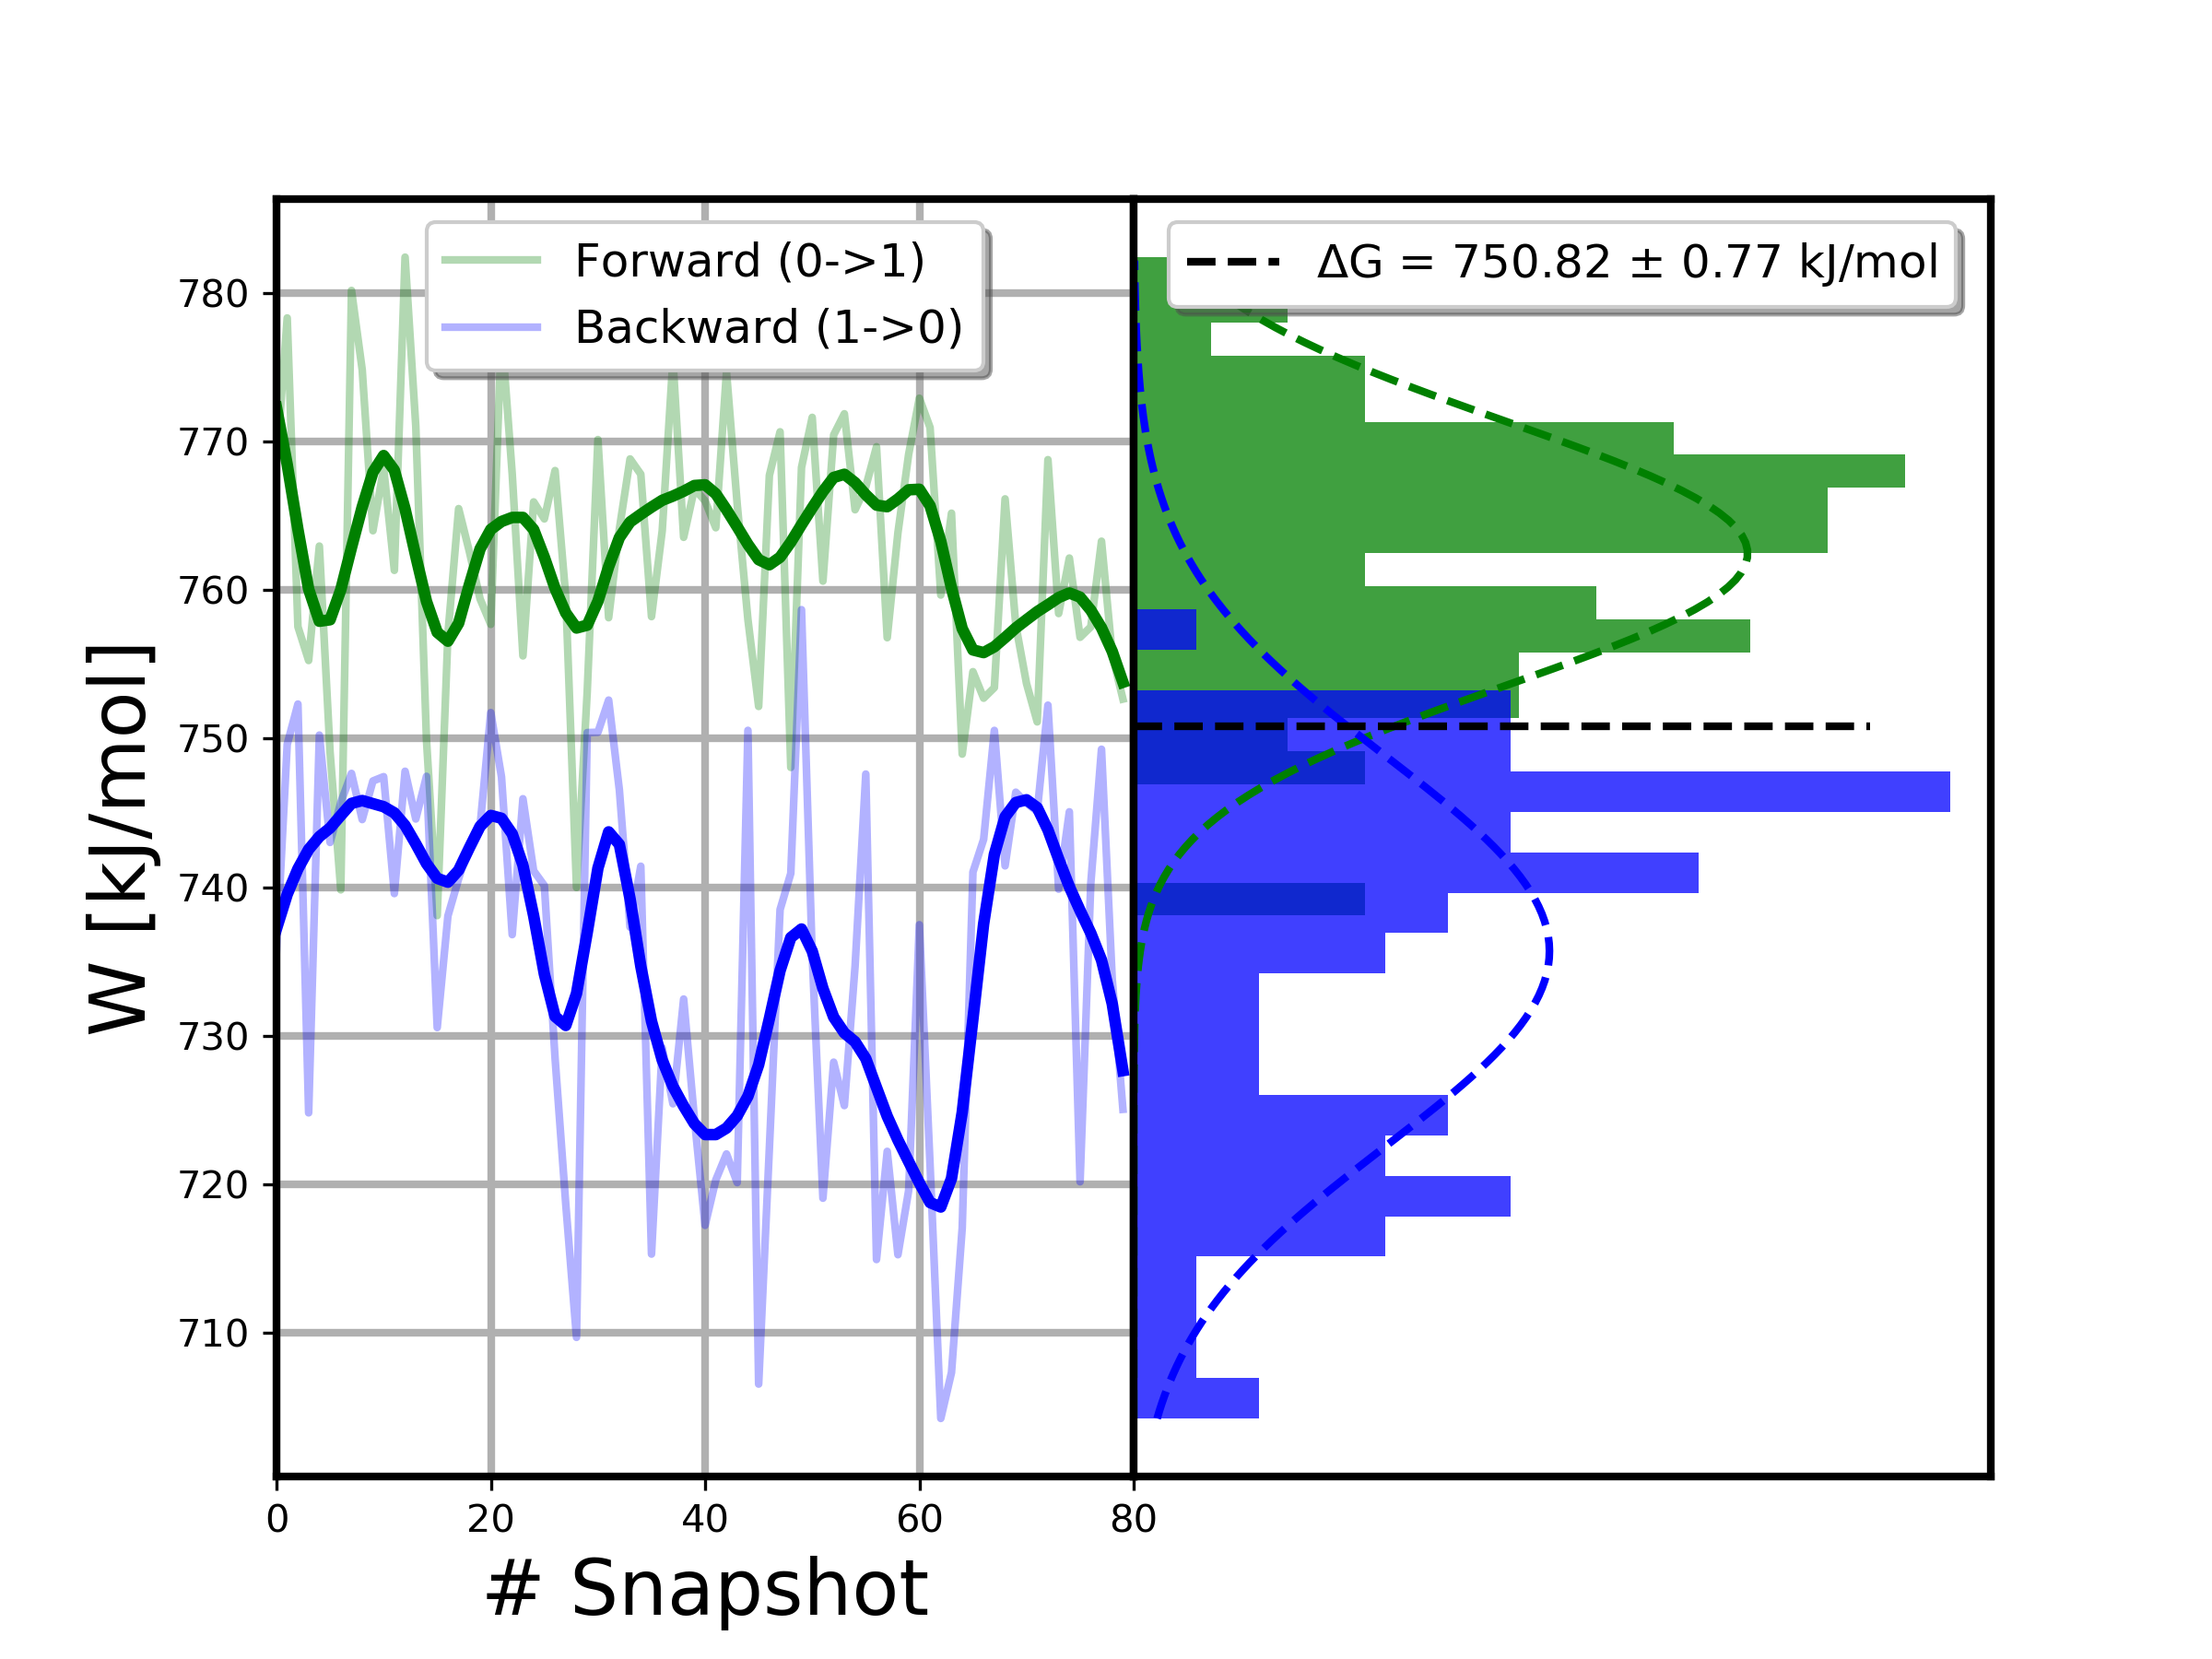 Forward (0->1)
Backward (1->0)
ΔG = 750.82 ± 0.77 kJ/mol
780
770
760
750
740
730
720
710
W [kJ/mol]
0
20
40
60
80
# Snapshot